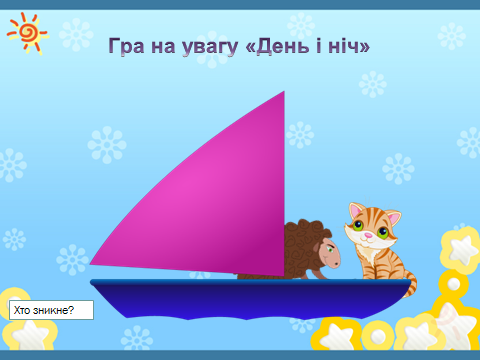 Гра на увагу «День і ніч»
Хто зникне?